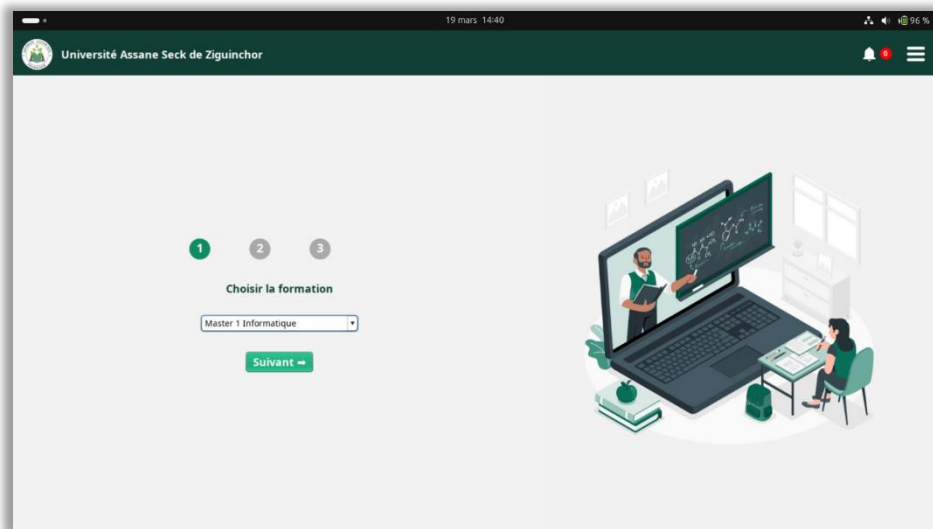 19 mars 14:40
96 %
Université Assane Seck de Ziguinchor
0
1 2 3
Choisir la formation
Master 1 Informatique
Suivant ➡